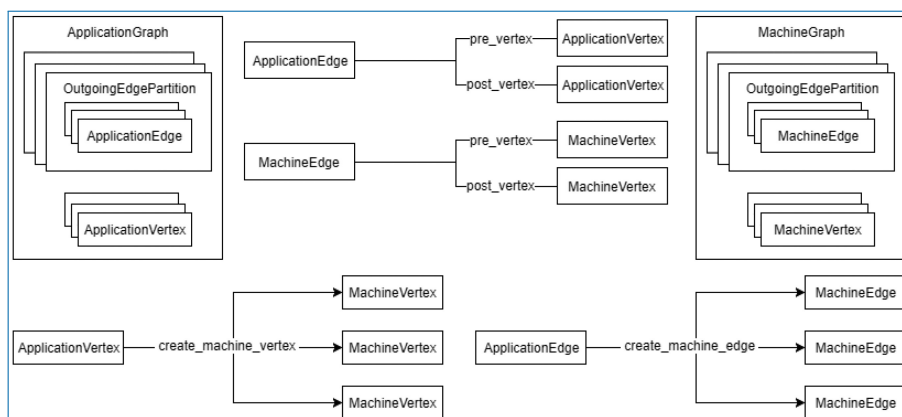 ApplicationGraph
OutgoingEdgePartition
ApplicationEdge
ApplicationVertex
ApplicationEdge
pre_vertex
ApplicationVertex
post_vertex
ApplicationVertex
MachineEdge
pre_vertex
MachineVertex
post_vertex
MachineVertex
MachineGraph
OutgoingEdgePartition
MachineEdge
MachineVertex
ApplicationVertex
create_machine_vertex
MachineVertex
MachineVertex
MachineVertex
ApplicationEdge
create_machine_edge
MachineEdge
MachineEdge
MachineEdge